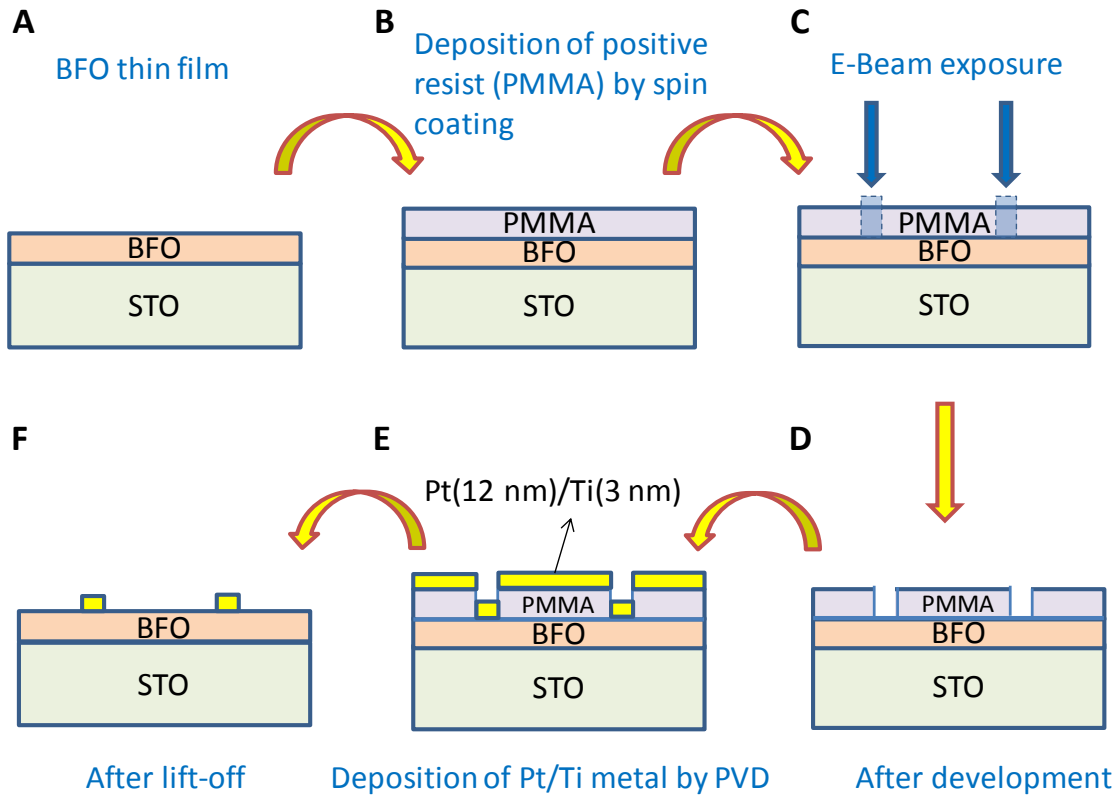 A
BFO thin film
BFO
STO
B
Deposition of positive
resist (PMMA) by spin
coating
PMMA
BFO
STO
C
E-Beam exposure
PMMA
BFO
STO
D
PMMA
BFO
STO
After development
E
Pt(12 nm)/Ti(3 nm)
PMMA
BFO
STO
Deposition of Pt/Ti metal by PVD
F
BFO
STO
After lift-off